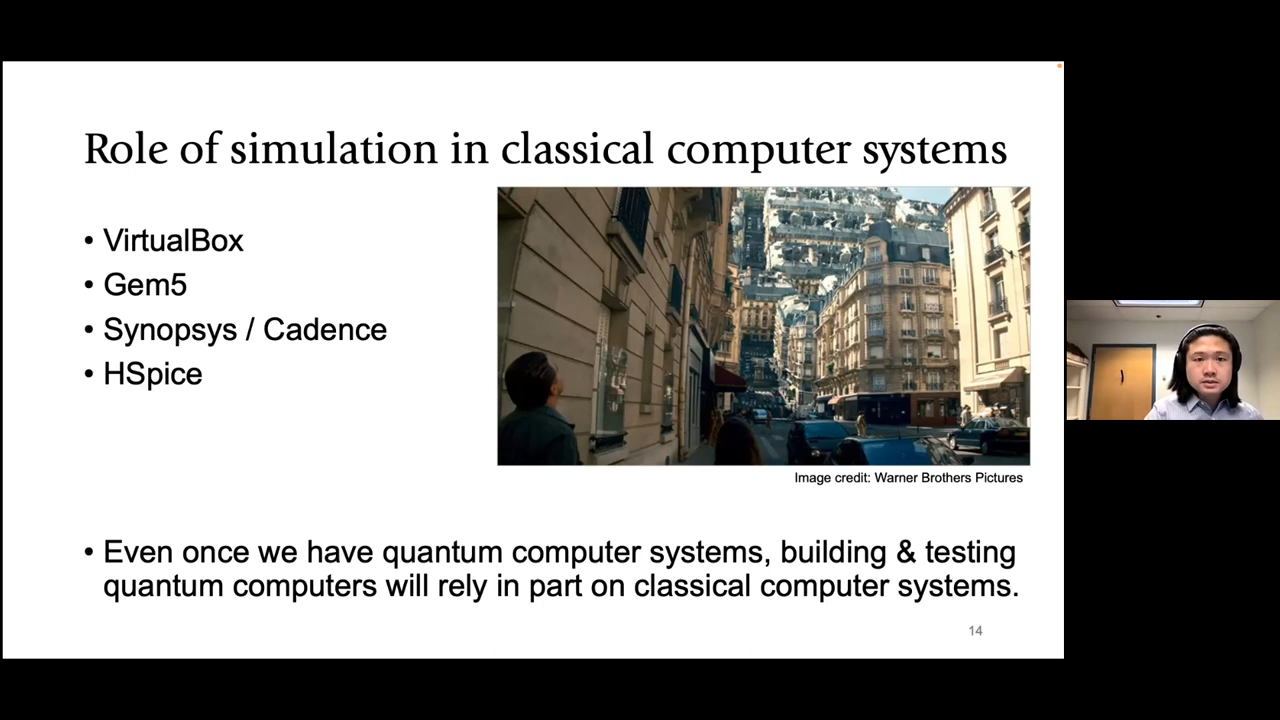 Role of simulation in classical computer systems
• VirtualBox
• Gem5
• Synopsys / Cadence
• HSpice
Image credit: Warner Brothers Pictures
• Even once we have quantum computer systems, building & testing
quantum computers will rely in part on classical computer systems.
14